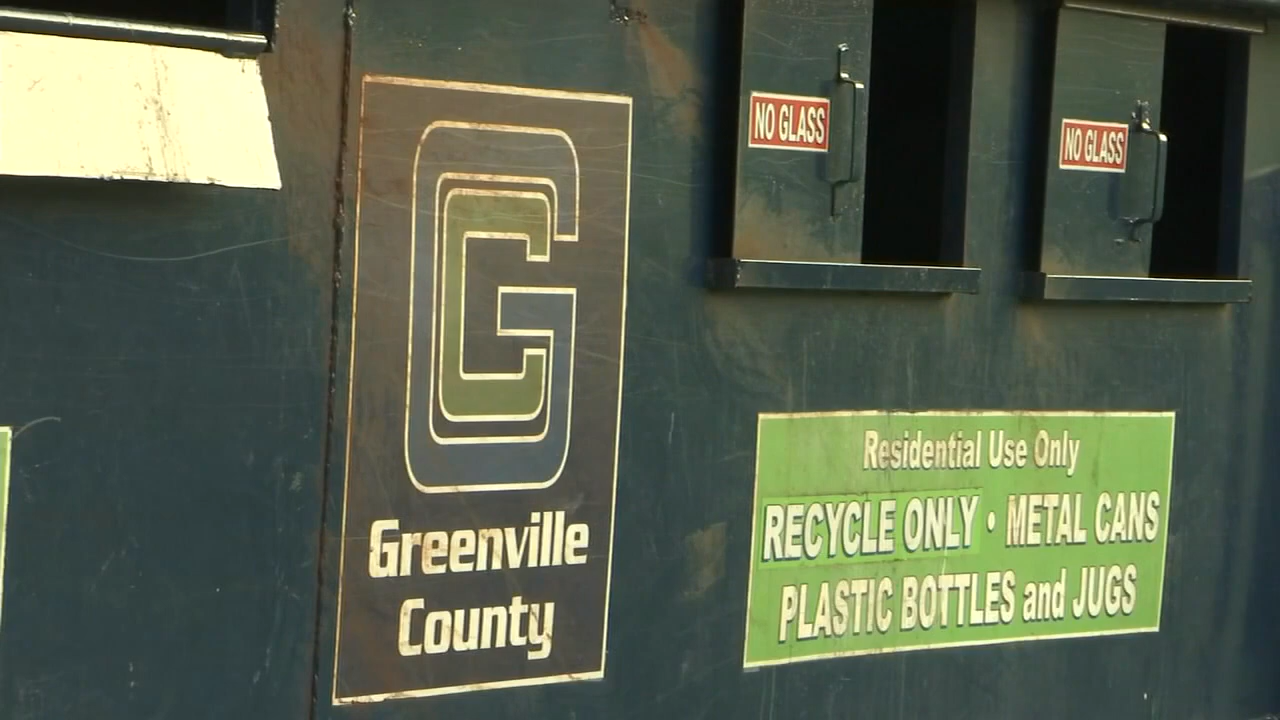 G
Greenville
County
NO GLASS
NO GLASS
Residential Use Only
RECYCLE ONLY • METAL CANS
PLASTIC BOTTLES and JUGS